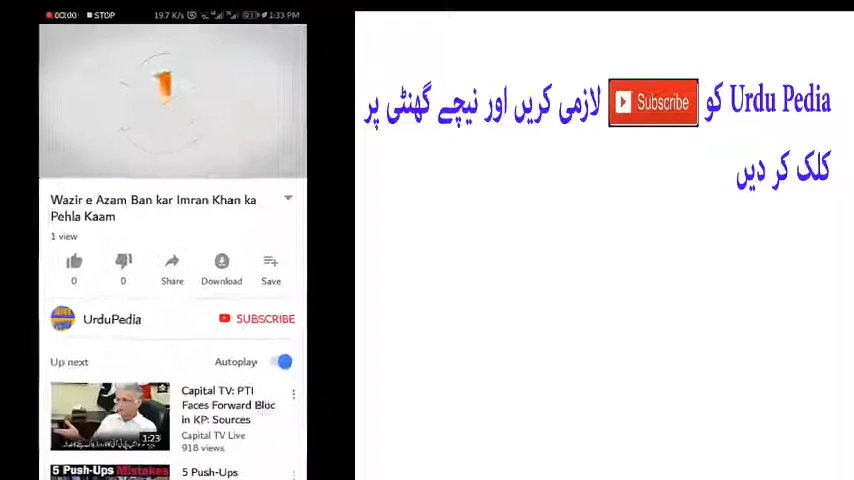 00:00 STOP 19.7 K/s 1:33 PM
Wazir e Azam Ban kar Imran Khan ka
Pehla Kaam
1 view
0 0 Share Download Save
UrduPedia SUBSCRIBE
Up next Autoplay
Capital TV: PTI
Faces Forward Bloc
in KP: Sources
Capital TV Live
918 views
1:23
5 Push-Ups Mistakes
5 Push-Ups
Urdu Pedia کو Subscribe لازمی کریں اور نیچے گھنٹی پر
کلک کر دیں